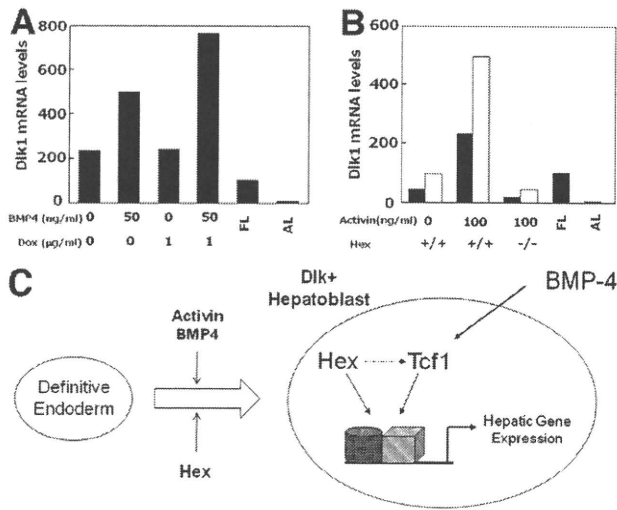 A
Dlk1 mRNA levels
800
600
400
200
0
BMP4 (ng/ml) 0 50 0 50 FL AL
Dox (µg/ml) 0 0 1 1
B
Dlk1 mRNA levels
600
400
200
0
Activin(ng/ml) 0 100 100 FL AL
Hex +/+ +/+ -/-
C
Dlk+
Hepatoblast
BMP-4
Activin
BMP4
Definitive
Endoderm
Hex
Hex Tcf1
Hepatic Gene
Expression